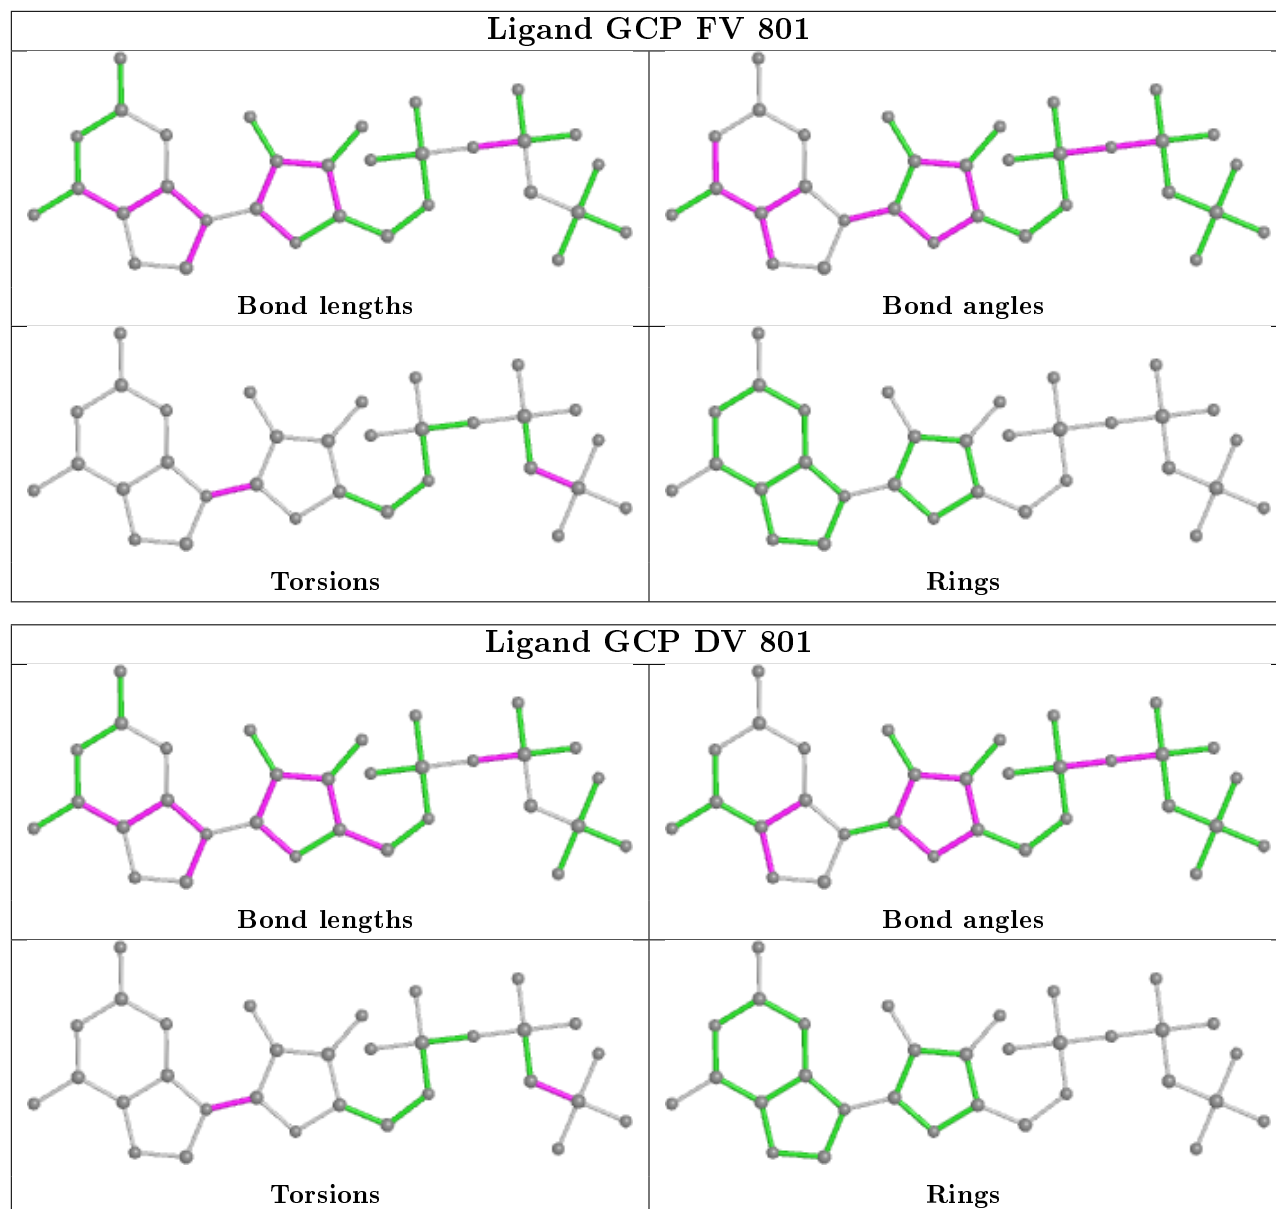 Ligand GCP FV 801
Bond lengths
Bond angles
Torsions
Rings
Ligand GCP DV 801
Bond lengths
Bond angles
Torsions
Rings